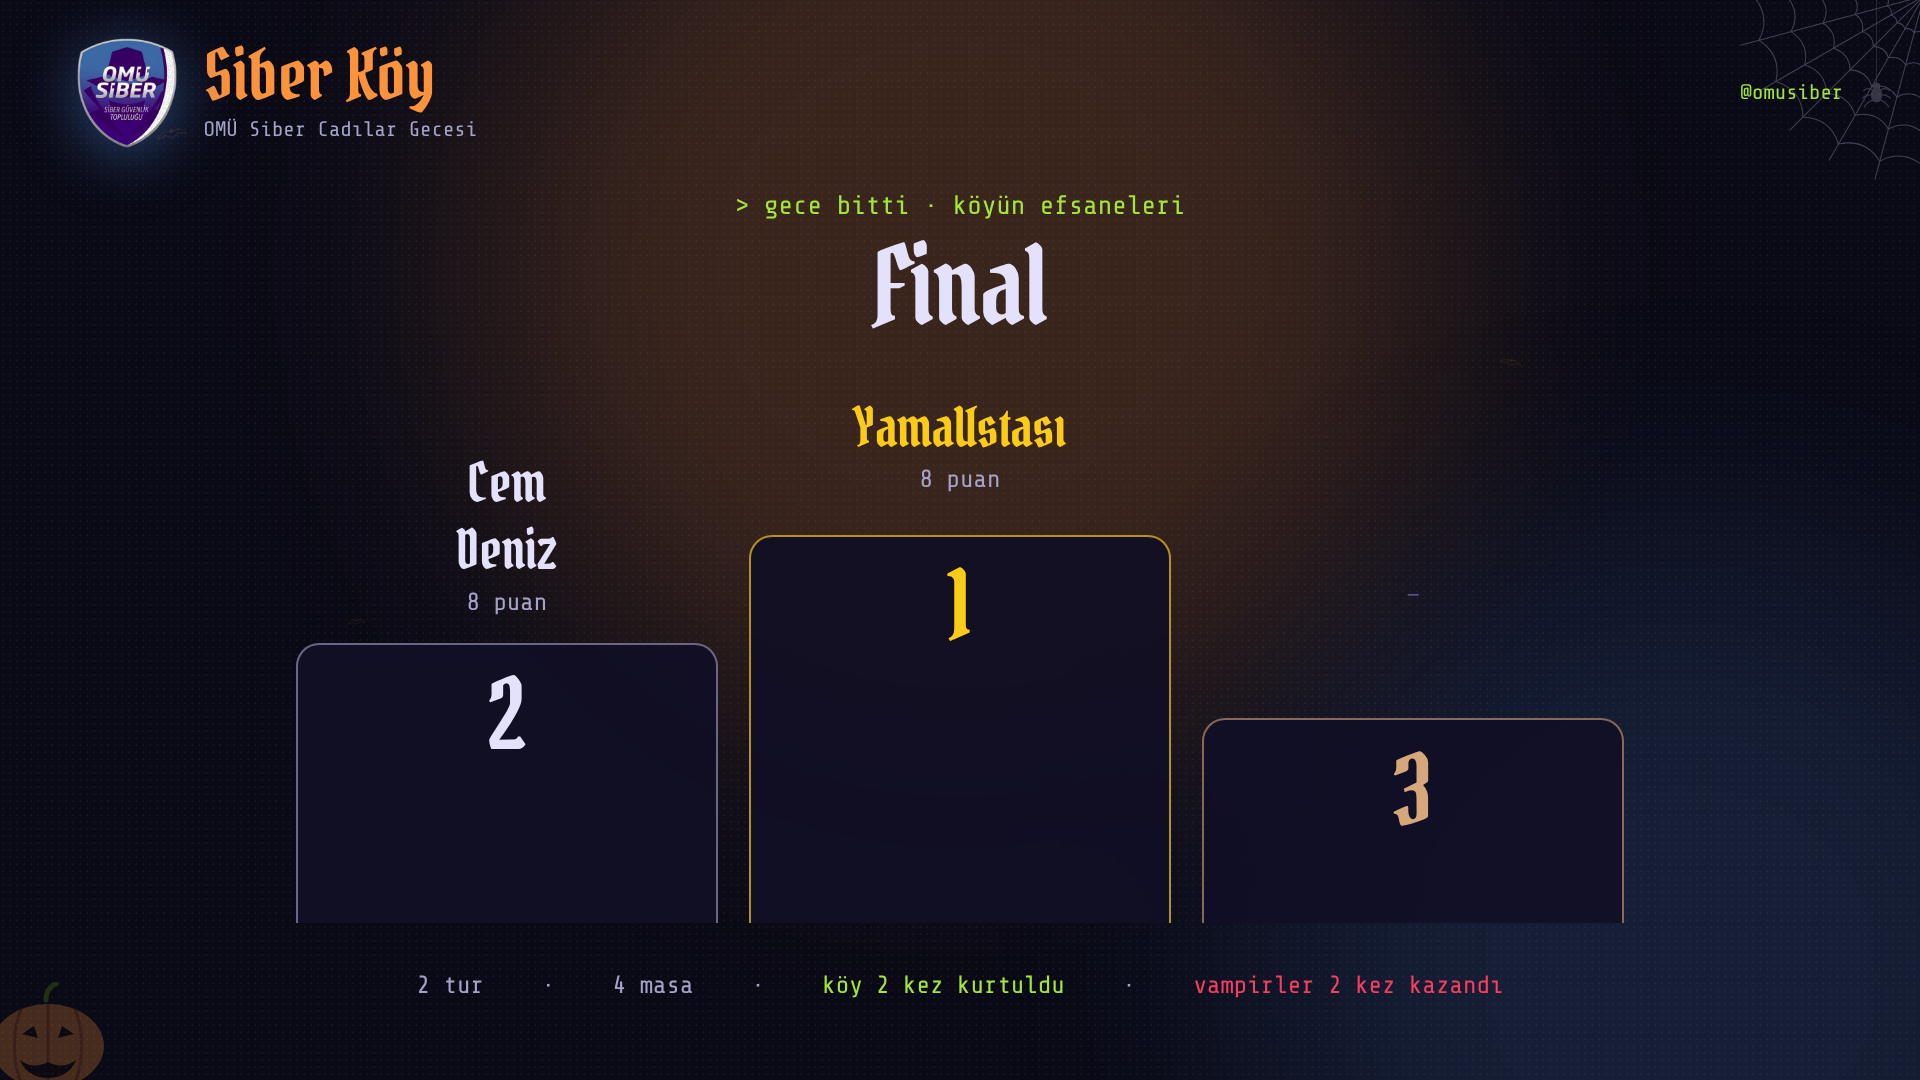 OMÜ
SİBER
SİBER GÜVENLİK
TOPLULUĞU
Siber Köy
OMÜ Siber Cadılar Gecesi
@omusiber
> gece bitti · köyün efsaneleri
Final
YamaUstası
8 puan
Cem
Deniz
8 puan
—
1
2
3
2 tur · 4 masa · köy 2 kez kurtuldu · vampirler 2 kez kazandı